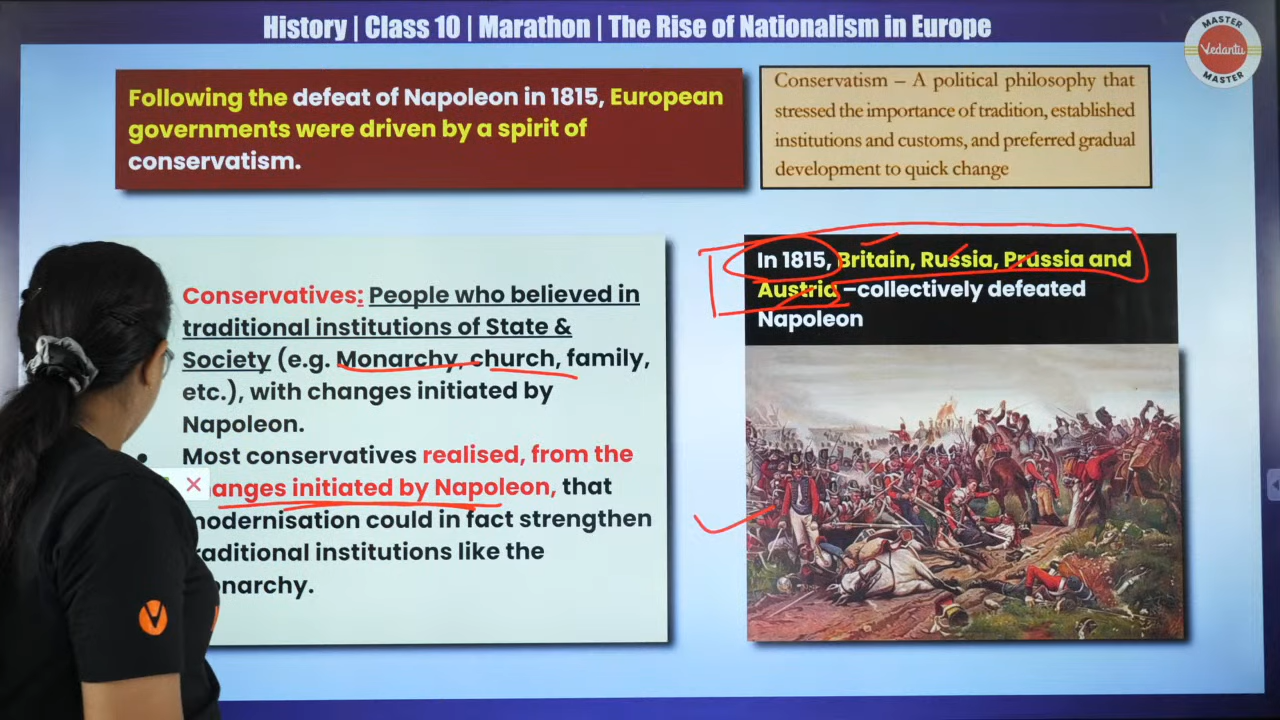 History | Class 10 | Marathon | The Rise of Nationalism in Europe
MASTER
Vedantu
MASTER
Following the defeat of Napoleon in 1815, European
governments were driven by a spirit of
conservatism.
Conservatism – A political philosophy that
stressed the importance of tradition, established
institutions and customs, and preferred gradual
development to quick change
Conservatives: People who believed in
traditional institutions of State &
Society (e.g. Monarchy, church, family,
etc.), with changes initiated by
Napoleon.
Most conservatives realised, from the
anges initiated by Napoleon, that
modernisation could in fact strengthen
raditional institutions like the
onarchy.
In 1815, Britain, Russia, Prussia and
Austria –collectively defeated
Napoleon